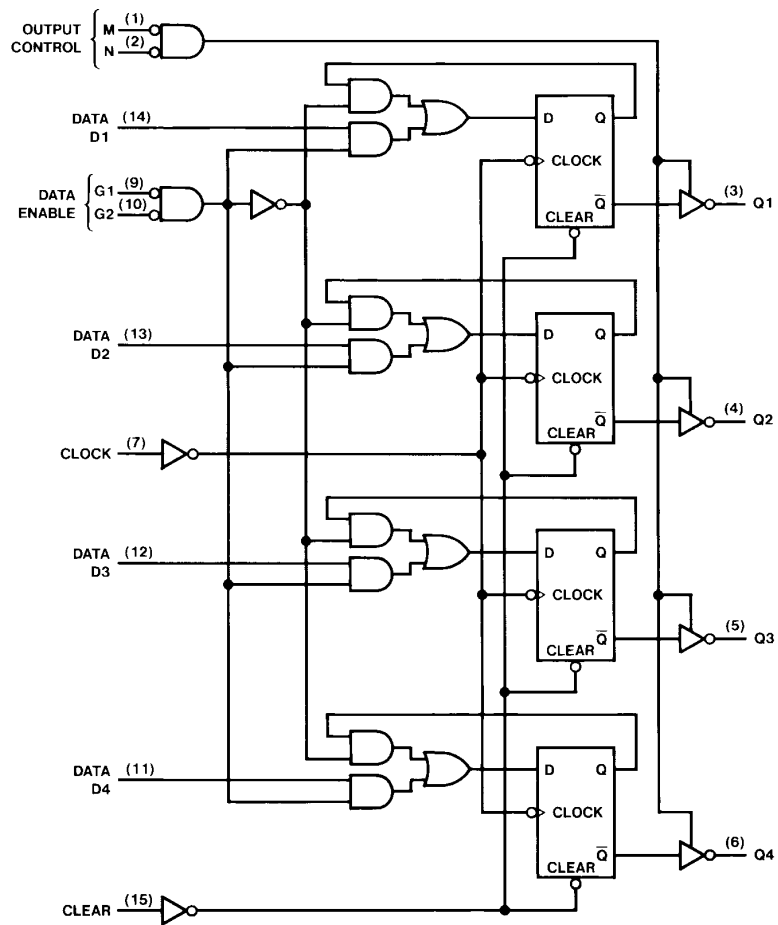 OUTPUT CONTROL
M (1)
N (2)
DATA D1 (14)
DATA ENABLE
G1 (9)
G2 (10)
D Q
CLOCK
Q̅
CLEAR
(3) Q1
DATA D2 (13)
D Q
CLOCK
Q̅
CLEAR
(4) Q2
CLOCK (7)
DATA D3 (12)
D Q
CLOCK
Q̅
CLEAR
(5) Q3
DATA D4 (11)
D Q
CLOCK
Q̅
CLEAR
(6) Q4
CLEAR (15)